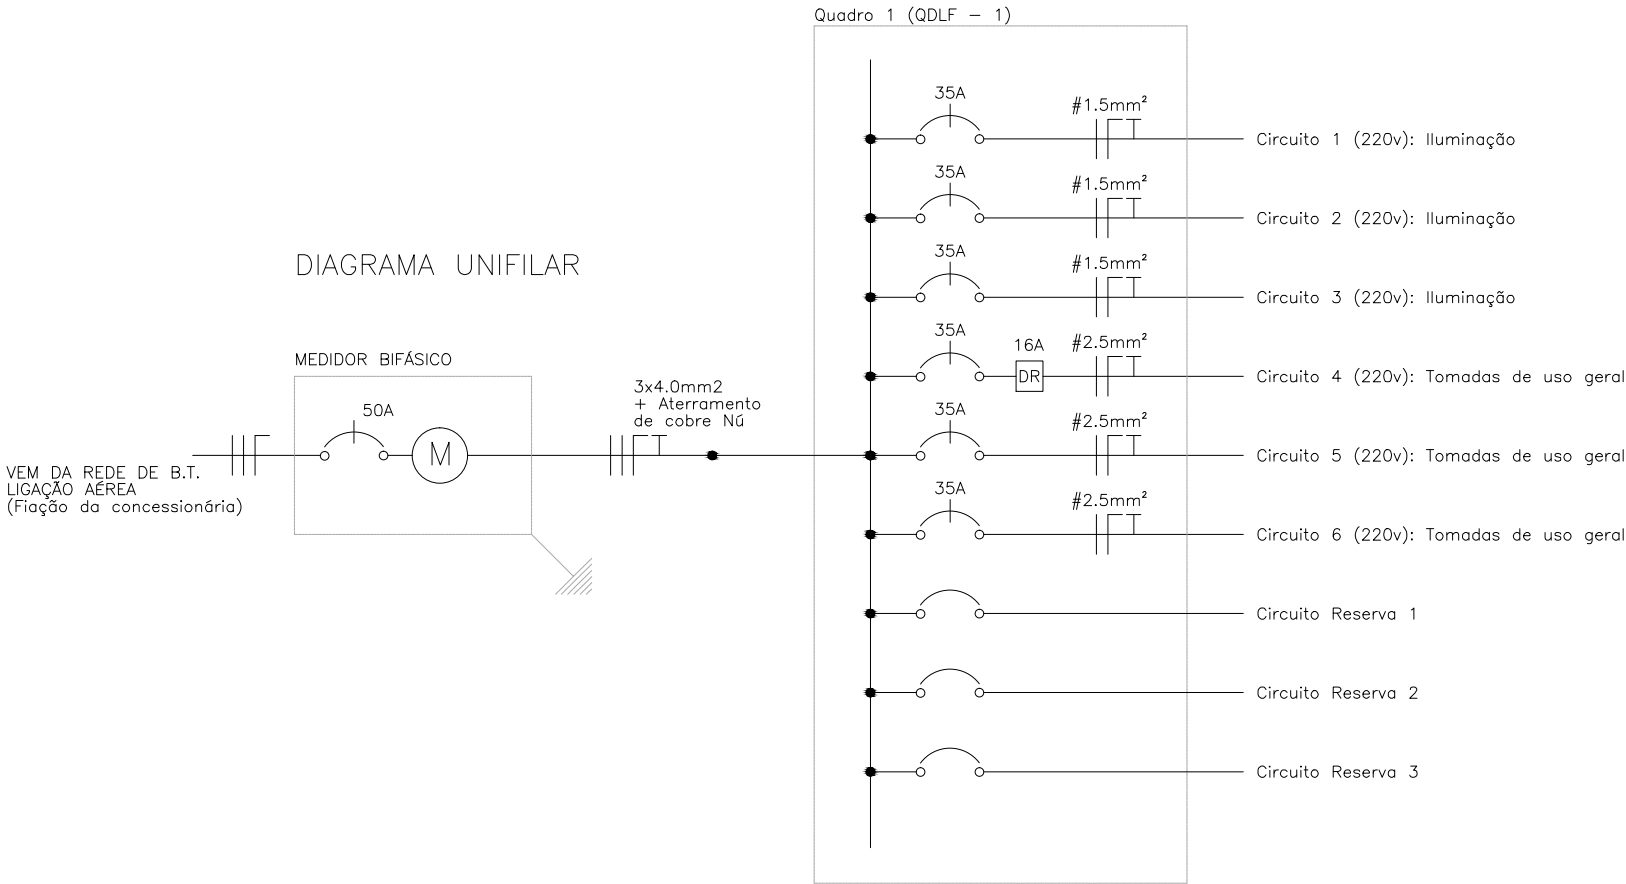 Quadro 1 (QDLF - 1)
35A
#1.5mm²
Circuito 1 (220v): Iluminação
35A
#1.5mm²
Circuito 2 (220v): Iluminação
DIAGRAMA UNIFILAR
35A
#1.5mm²
Circuito 3 (220v): Iluminação
35A
16A
#2.5mm²
DR
Circuito 4 (220v): Tomadas de uso geral
MEDIDOR BIFÁSICO
50A
M
3x4.0mm2
+ Aterramento
de cobre Nú
35A
#2.5mm²
Circuito 5 (220v): Tomadas de uso geral
VEM DA REDE DE B.T.
LIGAÇÃO AÉREA
(Fiação da concessionária)
35A
#2.5mm²
Circuito 6 (220v): Tomadas de uso geral
Circuito Reserva 1
Circuito Reserva 2
Circuito Reserva 3